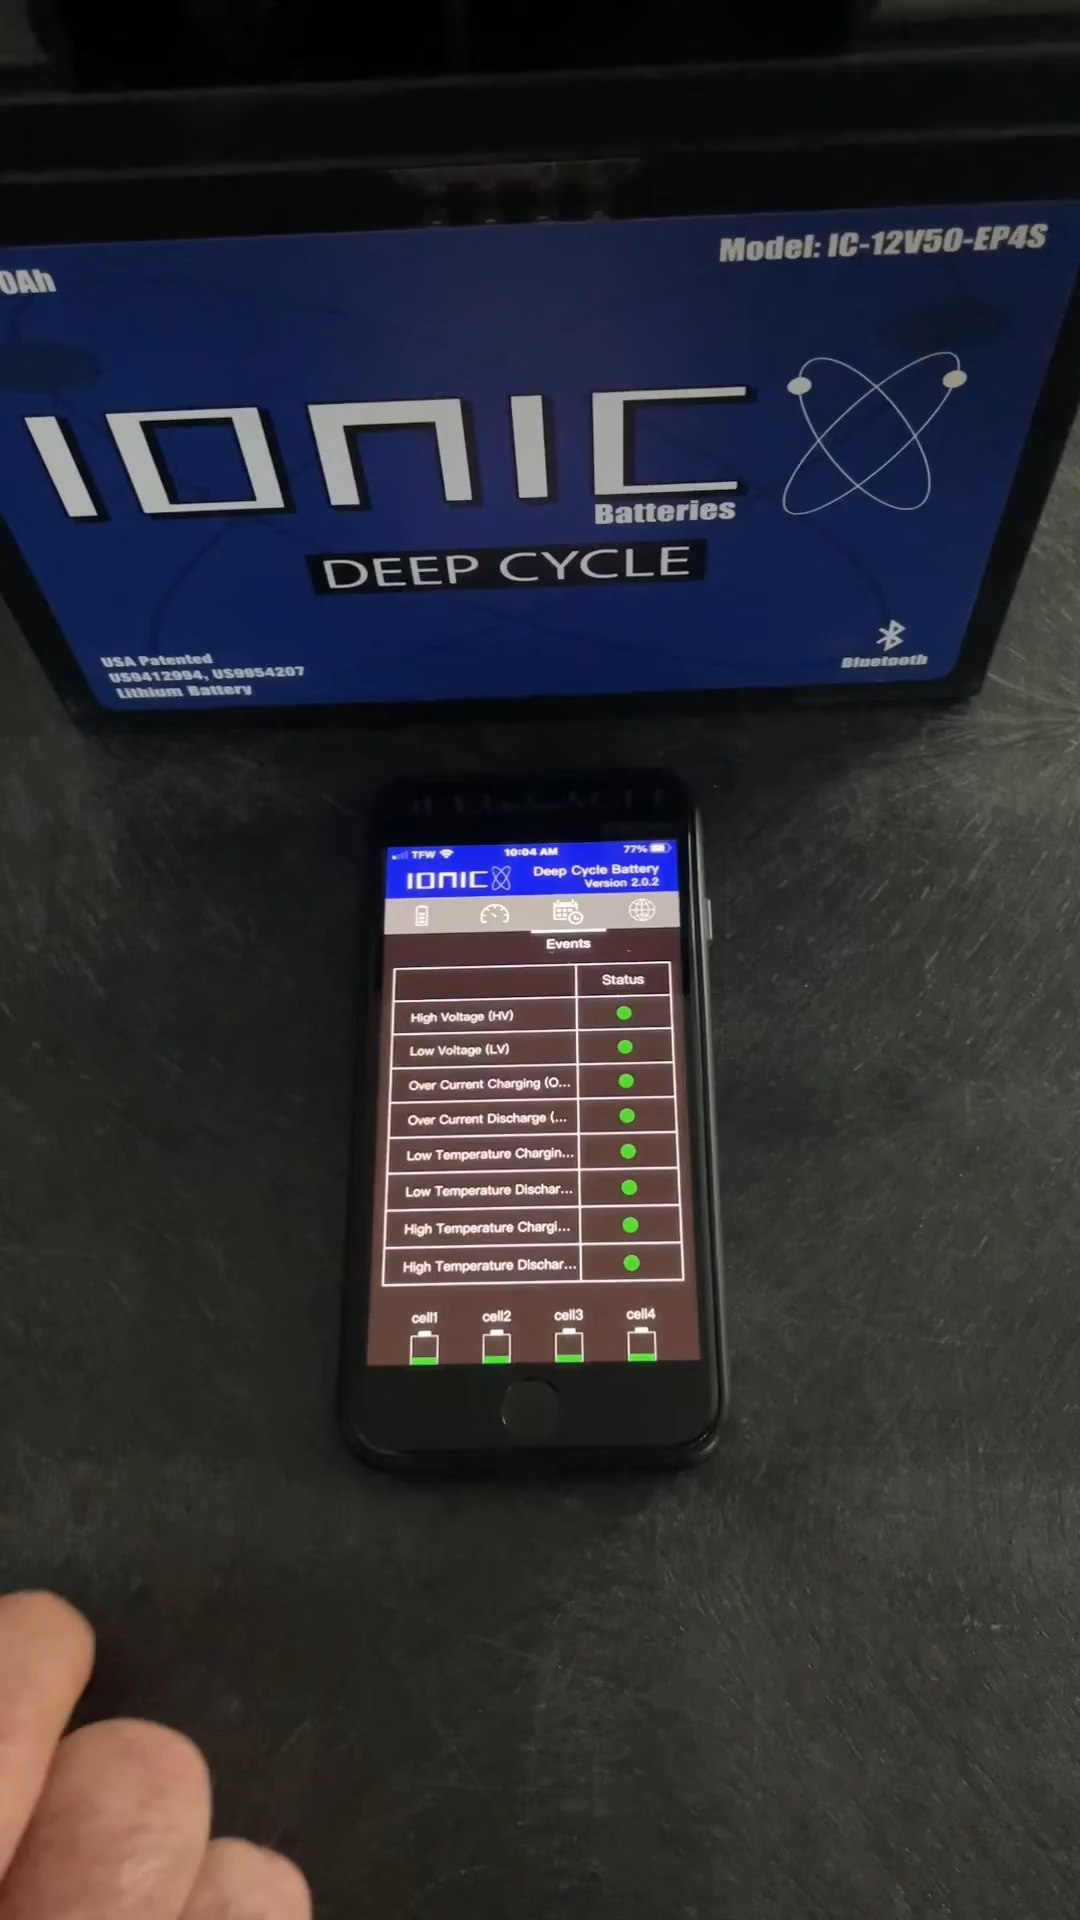 0Ah
Model: IC-12V50-EP4S
IONIC
Batteries
DEEP CYCLE
USA Patented
US9412994, US9954207
Lithium Battery
Bluetooth
TFW 10:04 AM 77%
IONIC Deep Cycle Battery
Version 2.0.2
Events
Status
High Voltage (HV)
Low Voltage (LV)
Over Current Charging (O...
Over Current Discharge (...
Low Temperature Chargin...
Low Temperature Dischar...
High Temperature Chargi...
High Temperature Dischar...
cell1 cell2 cell3 cell4